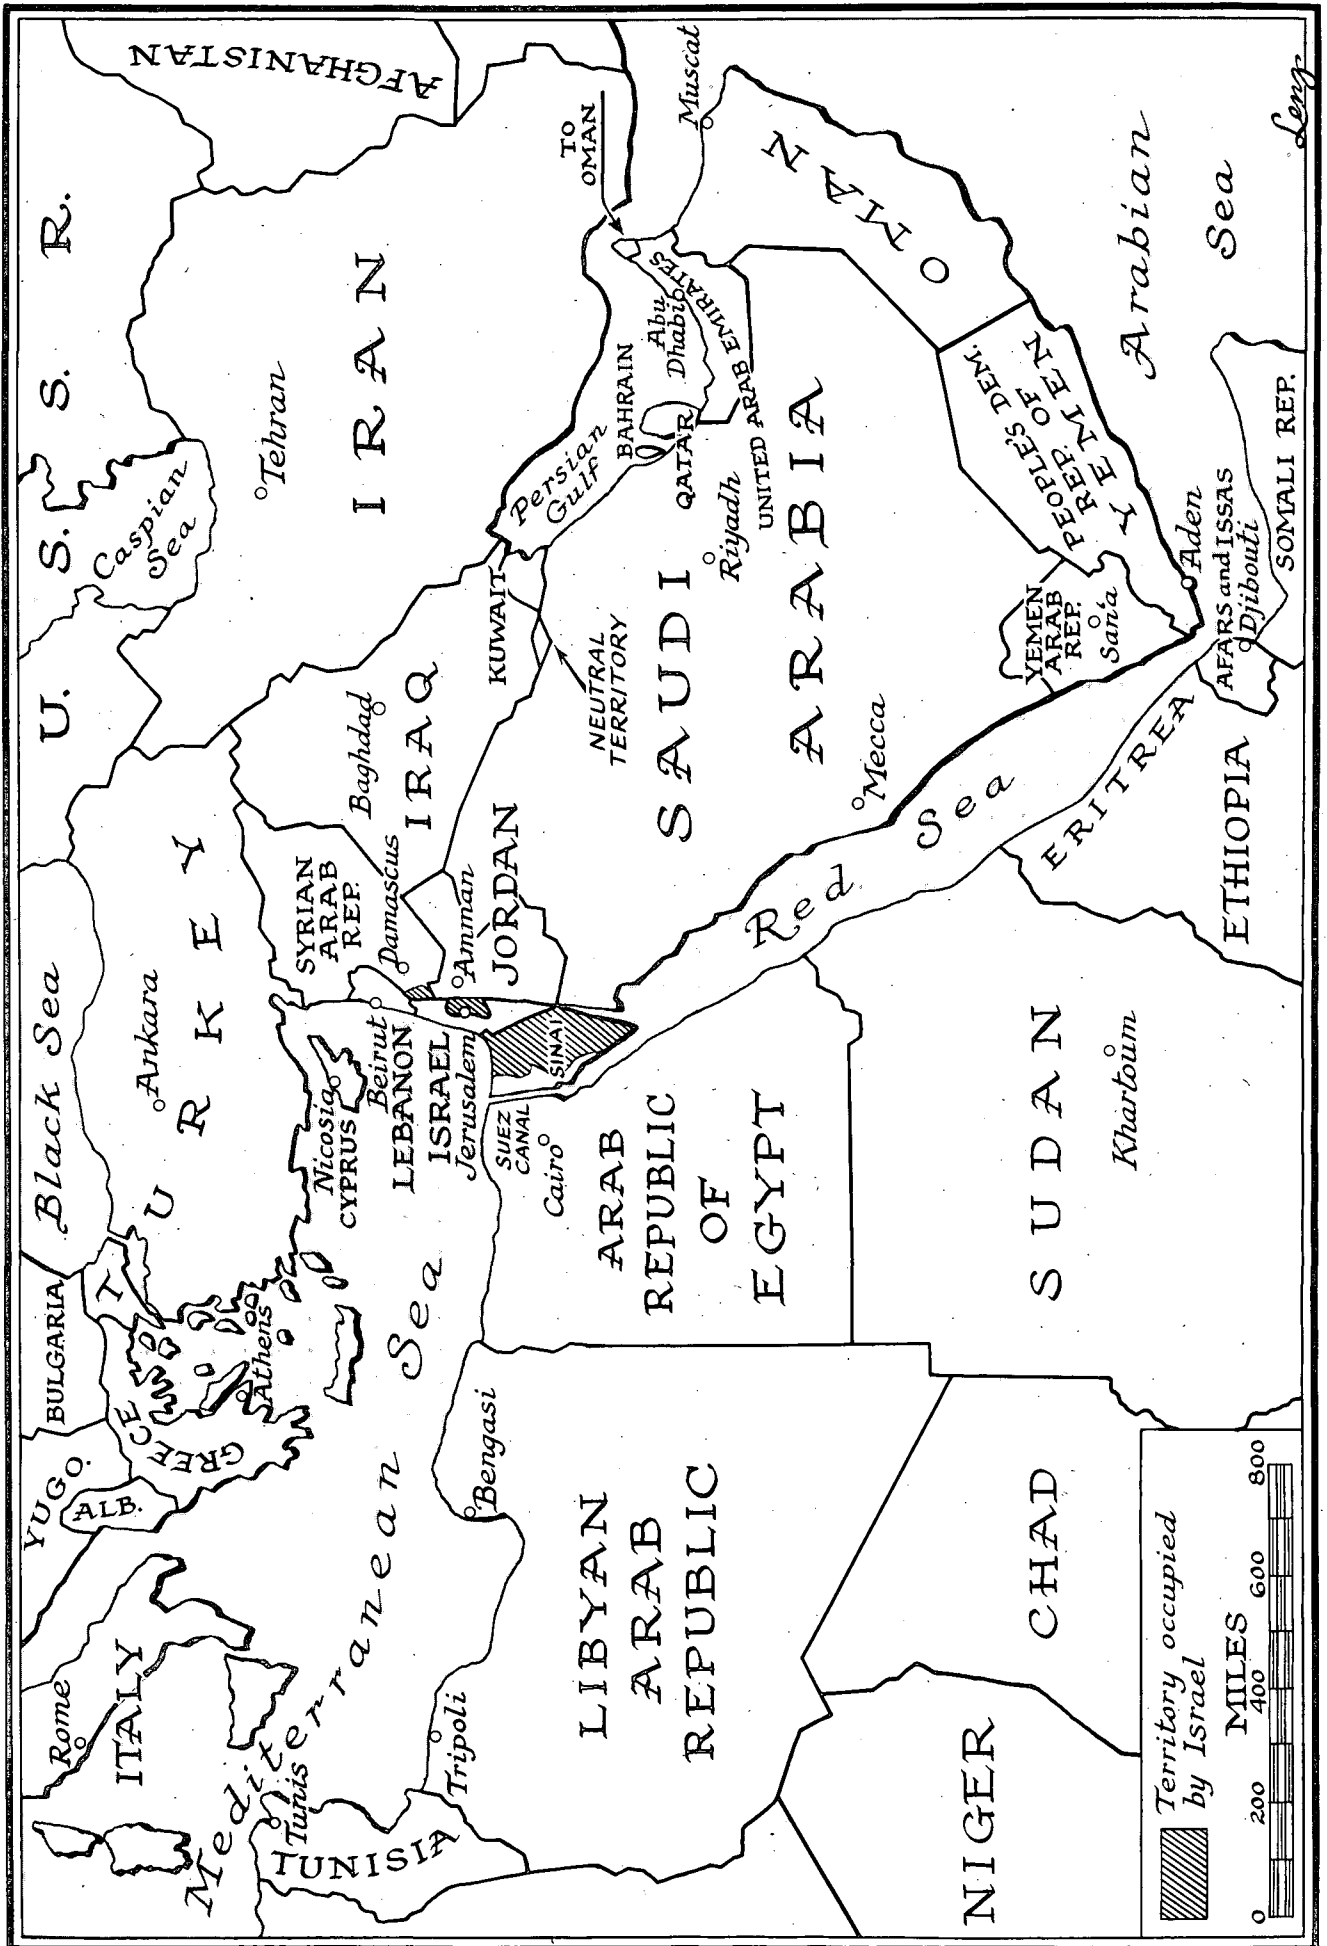 U. S. S. R.
AFGHANISTAN
Black Sea
Caspian
Sea
YUGO.
BULGARIA
ALB.
GREECE
T U R K E Y
Ankara
Athens
Rome
ITALY
Mediterranean Sea
Tunis
TUNISIA
Tripoli
Bengasi
Nicosia
CYPRUS
Beirut
LEBANON
ISRAEL
Jerusalem
SYRIAN
ARAB
REP.
Damascus
Amman
JORDAN
Baghdad
IRAQ
Tehran
IRAN
KUWAIT
NEUTRAL
TERRITORY
Persian
Gulf
BAHRAIN
QATAR
Abu
Dhabi
UNITED ARAB EMIRATES
TO
OMAN
Muscat
OMAN
SUEZ
CANAL
SINAI
Cairo
ARAB
REPUBLIC
OF
EGYPT
LIBYAN
ARAB
REPUBLIC
SAUDI
ARABIA
Riyadh
Mecca
Red Sea
PEOPLE'S DEM.
REP. OF
YEMEN
YEMEN
ARAB
REP.
San'a
Aden
Arabian
Sea
AFARS and ISSAS
Djibouti
SOMALI REP.
ERITREA
ETHIOPIA
SUDAN
Khartoum
CHAD
NIGER
Territory occupied
by Israel
MILES
0 200 400 600 800
Lenz